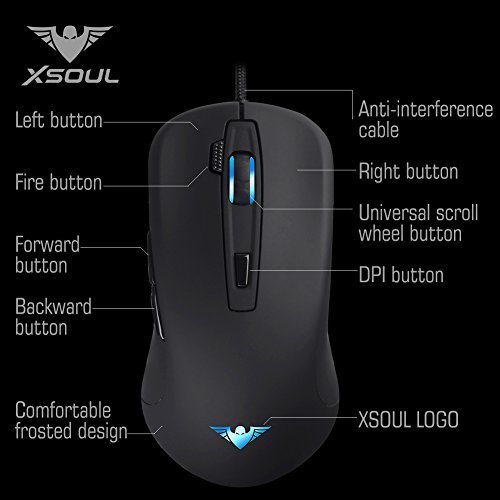 XSOUL
Left button
Fire button
Forward
button
Backward
button
Comfortable
frosted design
Anti-interference
cable
Right button
Universal scroll
wheel button
DPI button
XSOUL LOGO